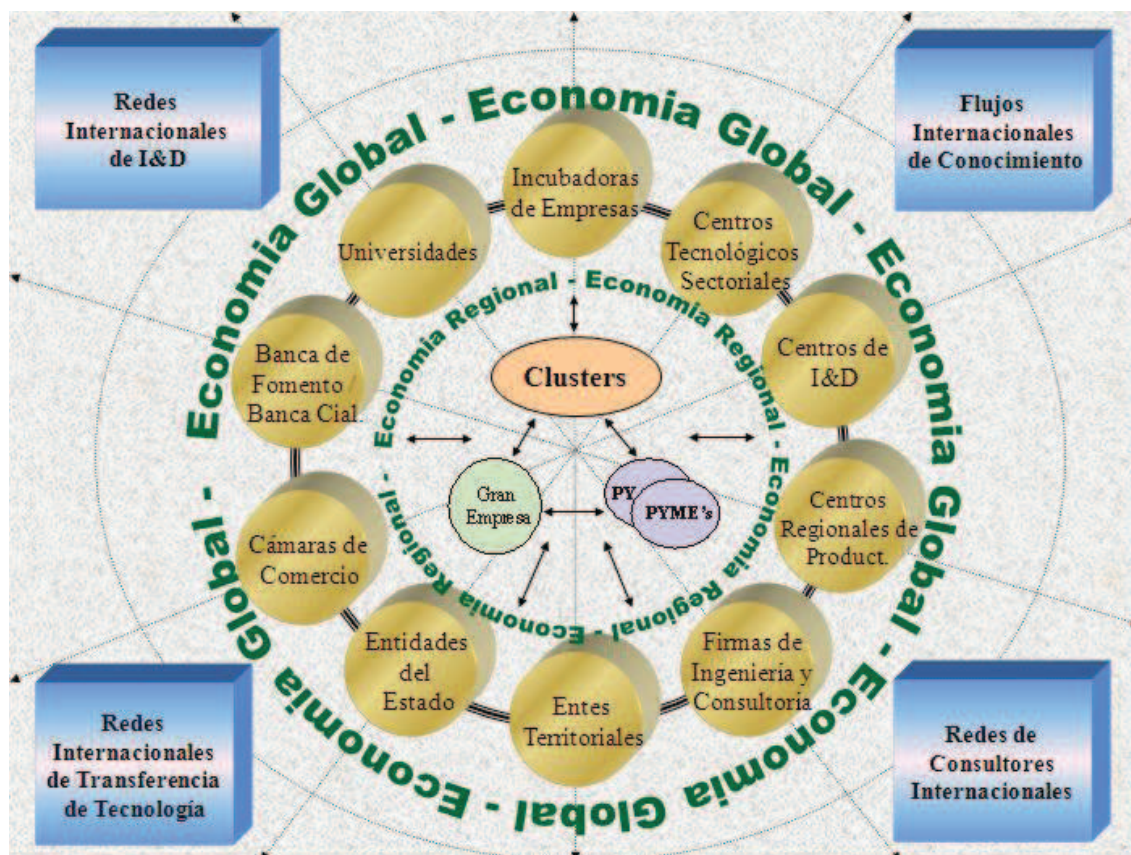 Redes
Internacionales
de I&D
Flujos
Internacionales
de Conocimiento
Economia Global - Economia Global - Economia Global - Economia Global - Economia Global -
Incubadoras
de Empresas
Universidades
Centros
Tecnológicos
Sectoriales
Economia Regional - Economia Regional - Economia Regional - Economia Regional -
Banca de
Fomento /
Banca Cial.
Clusters
Centros de
I&D
Gran
Empresa
PY
PYME's
Centros
Regionales de
Product.
Cámaras de
Comercio
Entidades
del
Estado
Entes
Territoriales
Firmas de
Ingeniería y
Consultoría
Redes
Internacionales
de Transferencia
de Tecnología
Redes de
Consultores
Internacionales